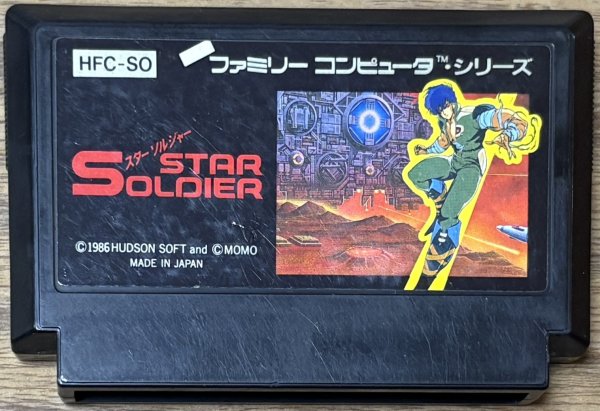 HFC-SO
ファミリー コンピュータ™・シリーズ
スターソルジャー
STAR
SOLDIER
©1986 HUDSON SOFT and ©MOMO
MADE IN JAPAN